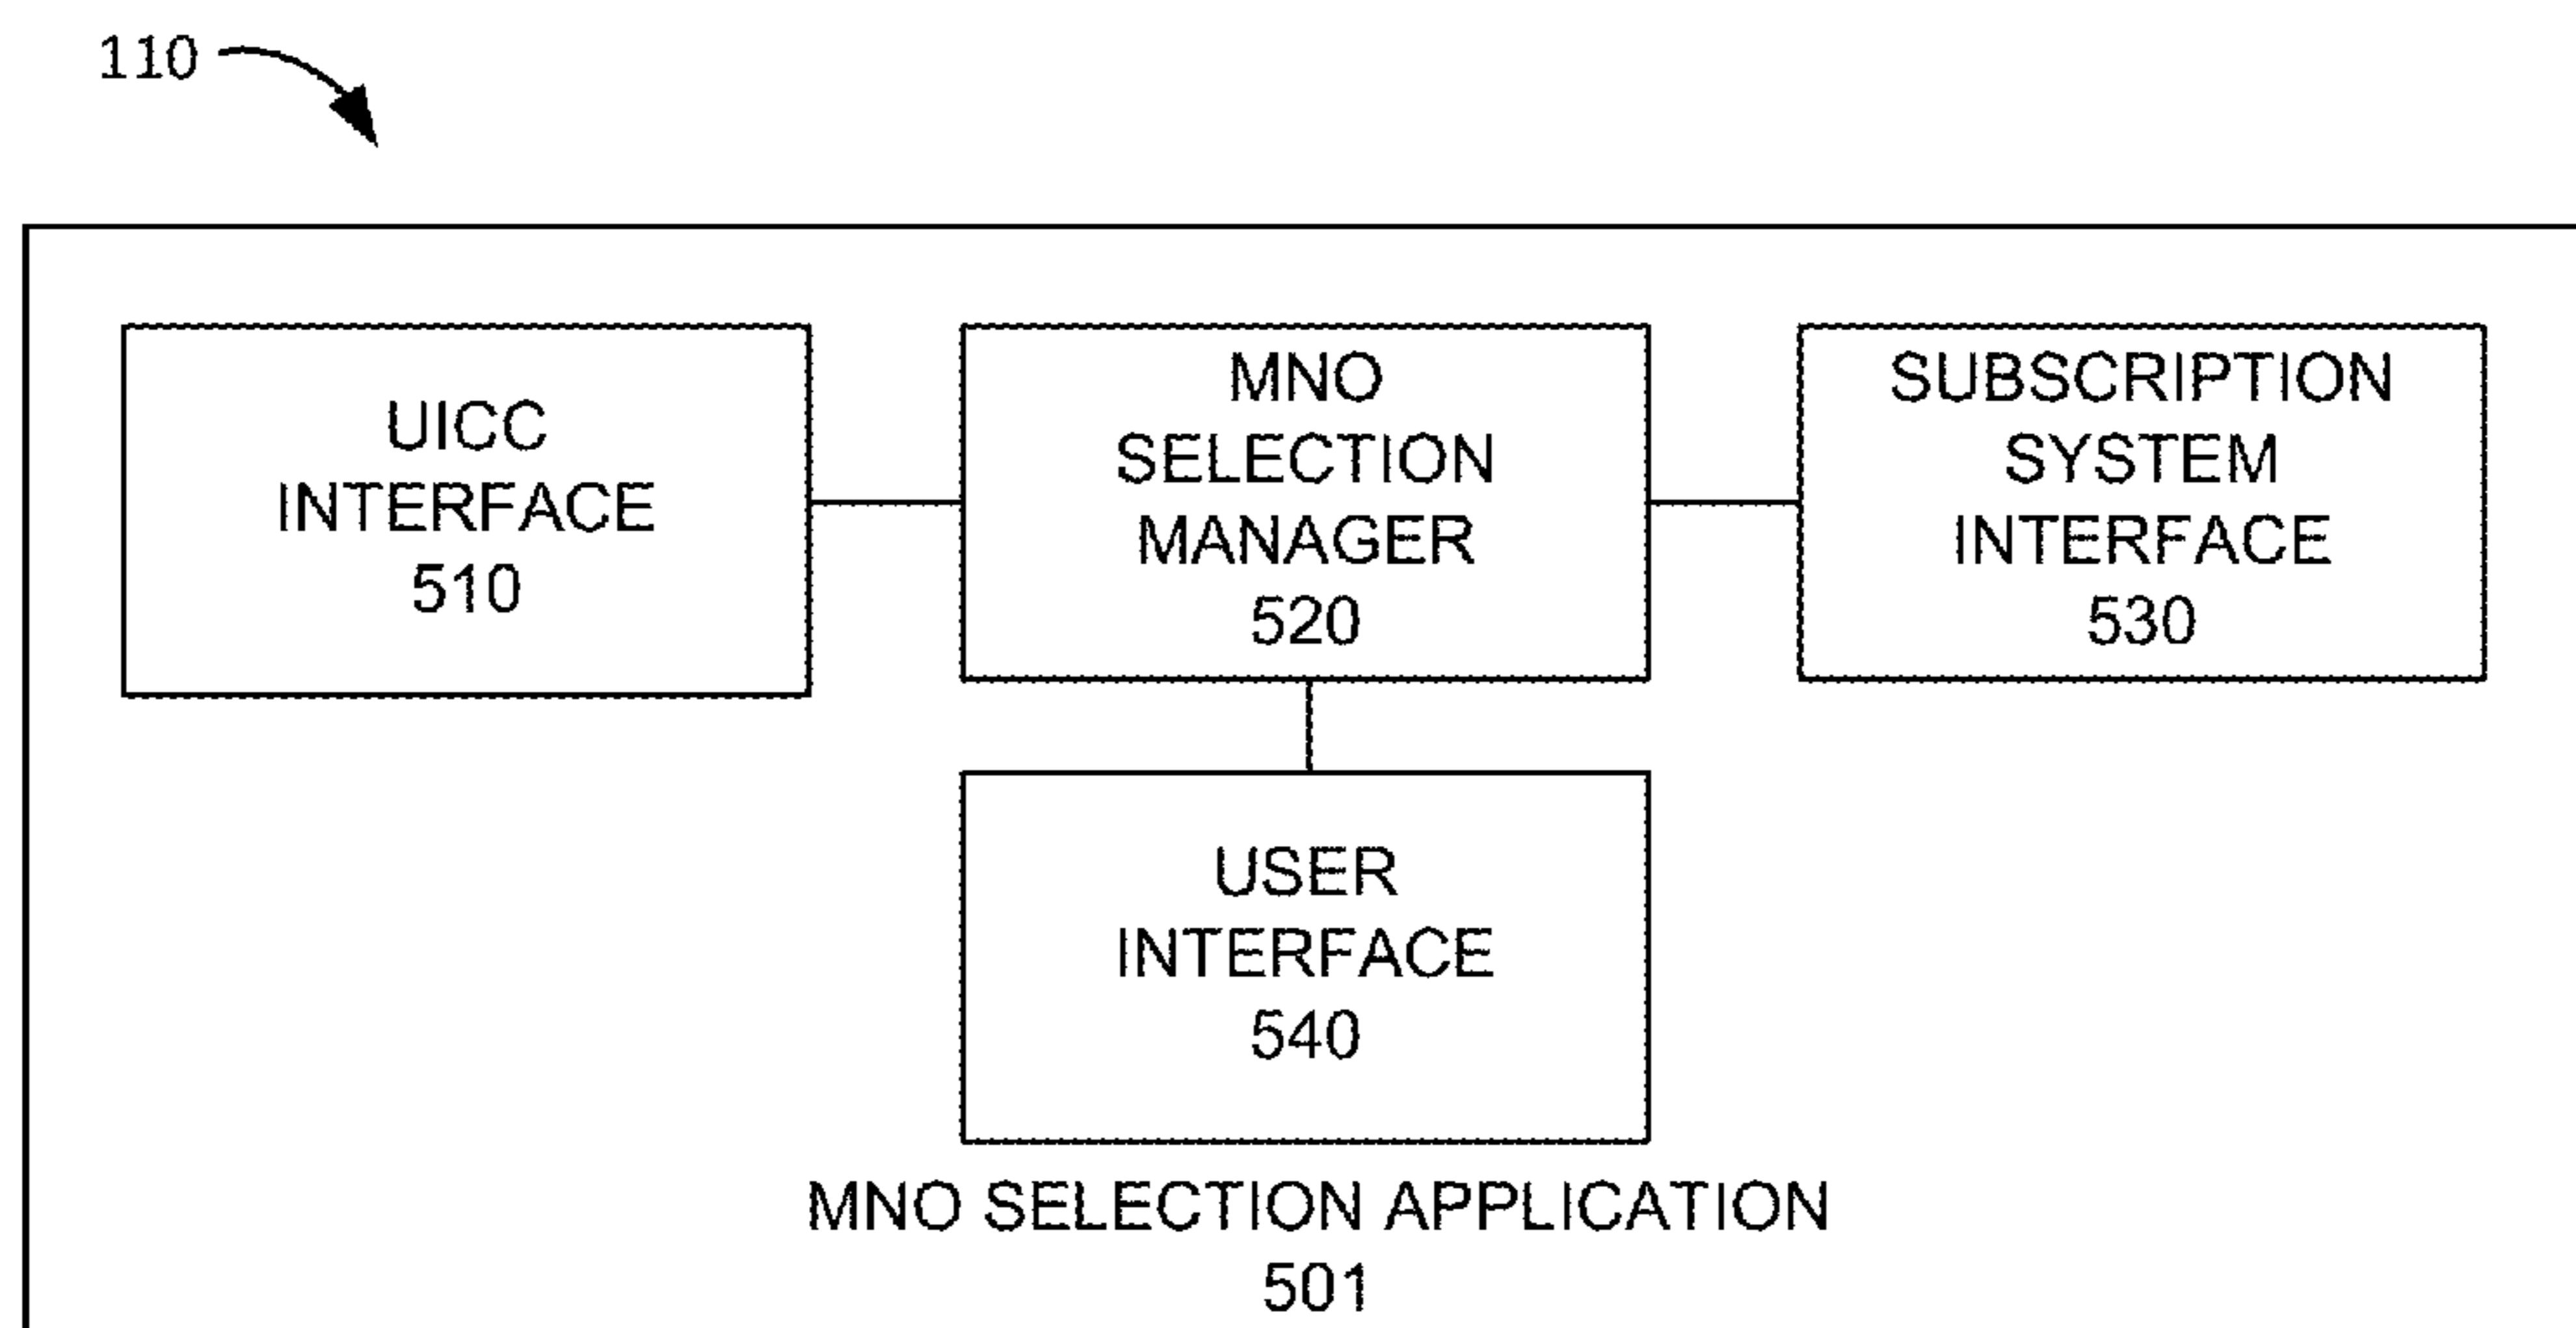 110
UICC
INTERFACE
510
MNO
SELECTION
MANAGER
520
SUBSCRIPTION
SYSTEM
INTERFACE
530
USER
INTERFACE
540
MNO SELECTION APPLICATION
501